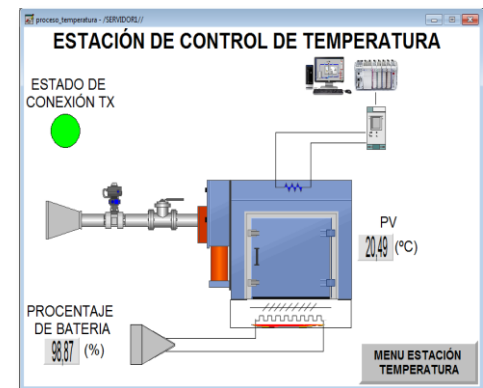 proceso_temperatura - /SERVIDOR1//
ESTACIÓN DE CONTROL DE TEMPERATURA
ESTADO DE
CONEXIÓN TX
PV
20,49 (ºC)
PROCENTAJE
DE BATERIA
98,87 (%)
MENU ESTACIÓN
TEMPERATURA